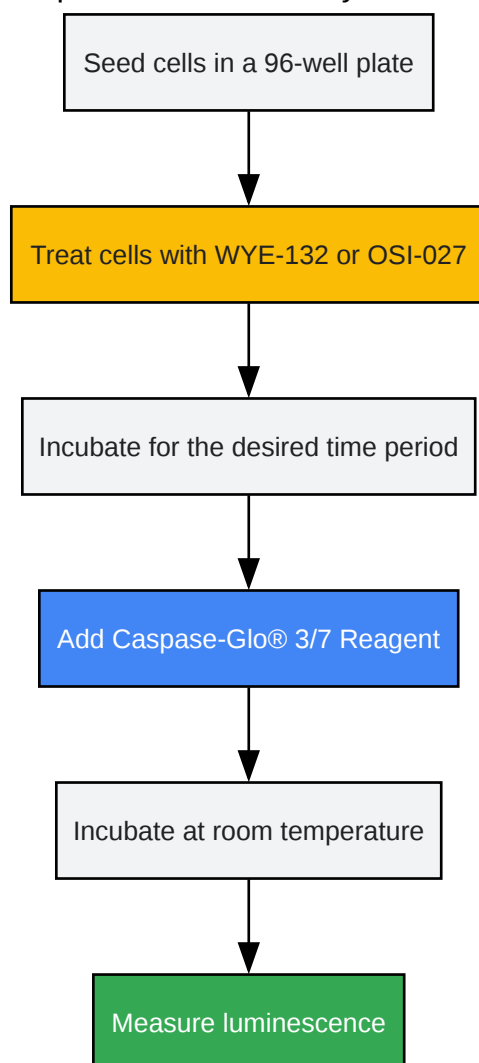 Seed cells in a 96-well plate
Treat cells with WYE-132 or OSI-027
Incubate for the desired time period
Add Caspase-Glo® 3/7 Reagent
Incubate at room temperature
Measure luminescence